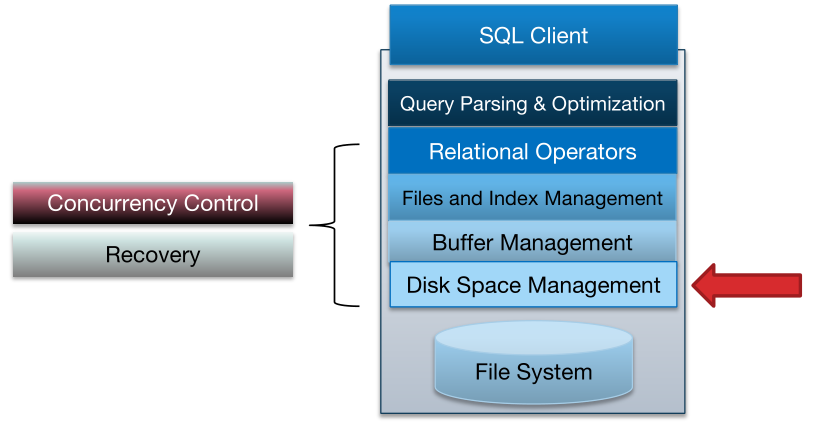 SQL Client
Query Parsing & Optimization
Relational Operators
Files and Index Management
Buffer Management
Disk Space Management
File System
Concurrency Control
Recovery